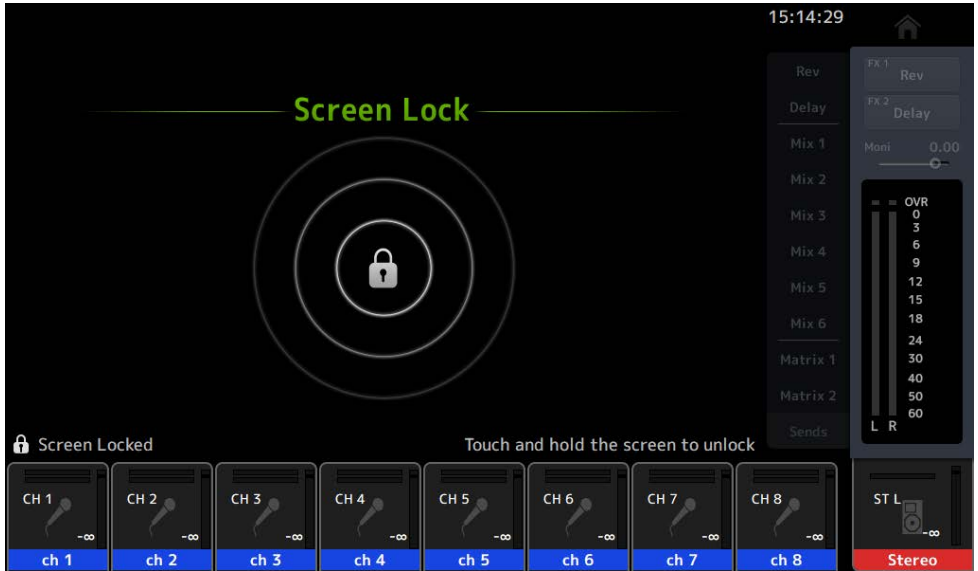 15:14:29
Screen Lock
Rev
Delay
Mix 1
Mix 2
Mix 3
Mix 4
Mix 5
Mix 6
Matrix 1
Matrix 2
Sends
FX 1
Rev
FX 2
Delay
Moni 0.00
OVR
0
3
6
9
12
15
18
24
30
40
50
60
L R
Screen Locked
Touch and hold the screen to unlock
CH 1 CH 2 CH 3 CH 4 CH 5 CH 6 CH 7 CH 8 ST L
-∞ -∞ -∞ -∞ -∞ -∞ -∞ -∞ -∞
ch 1 ch 2 ch 3 ch 4 ch 5 ch 6 ch 7 ch 8 Stereo